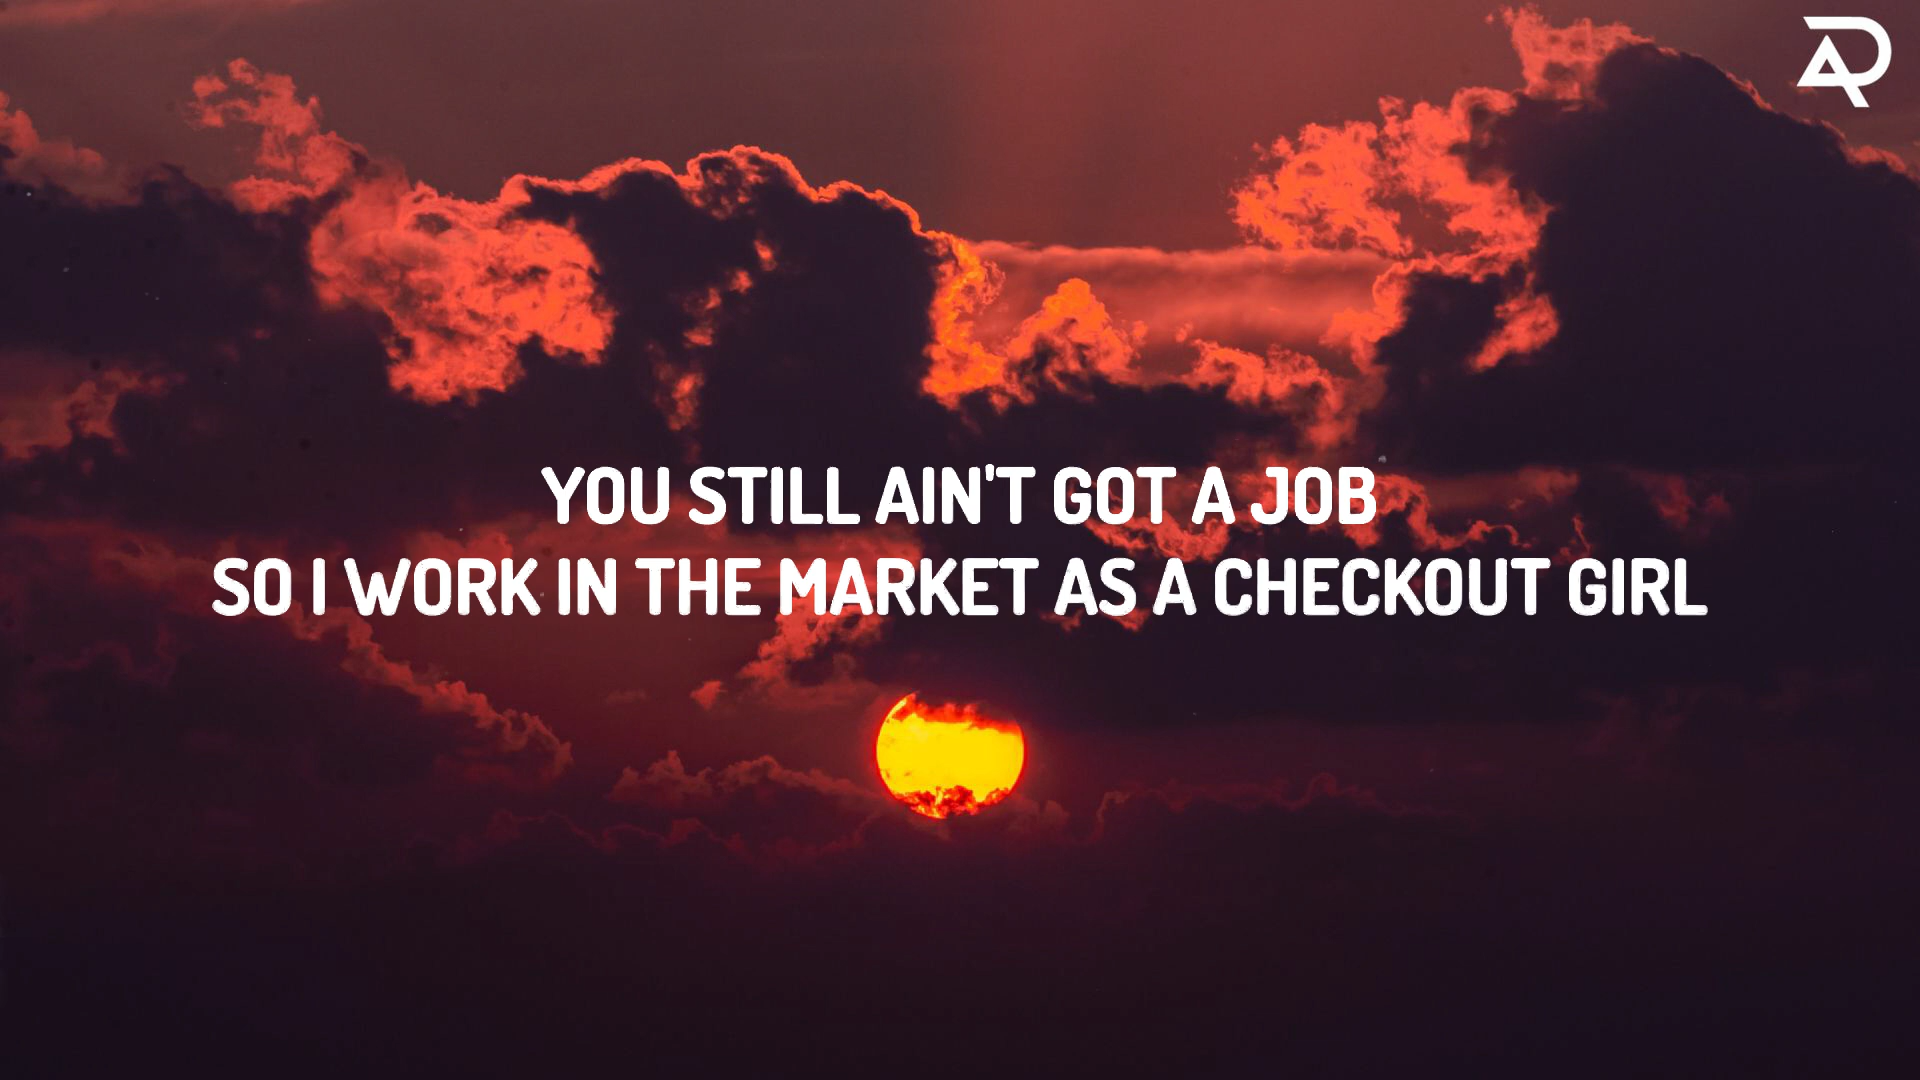 YOU STILL AIN'T GOT A JOB
SO I WORK IN THE MARKET AS A CHECKOUT GIRL